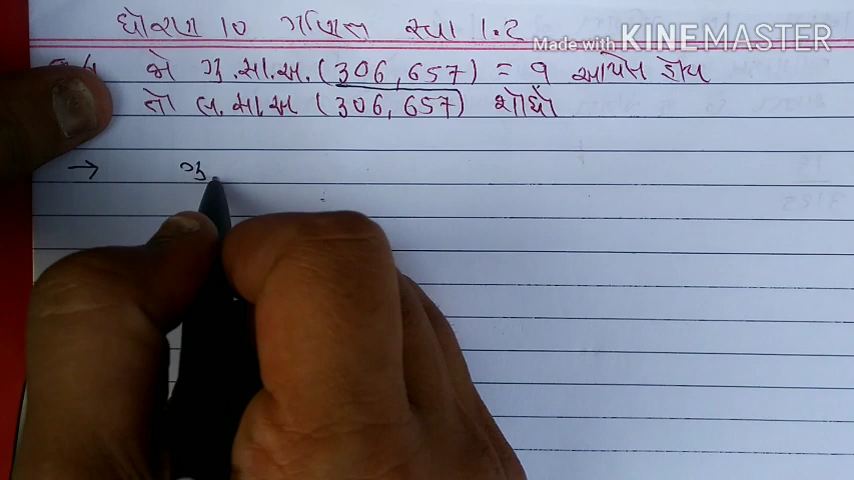 ધોરણ 10 ગણિત સ્વા 1.2
Made with KINEMASTER
જો ગુ.સા.અ. (306, 657) = 9 આપેલ હોય
તો લ.સા.અ (306, 657) શોધો
→ ગુ.